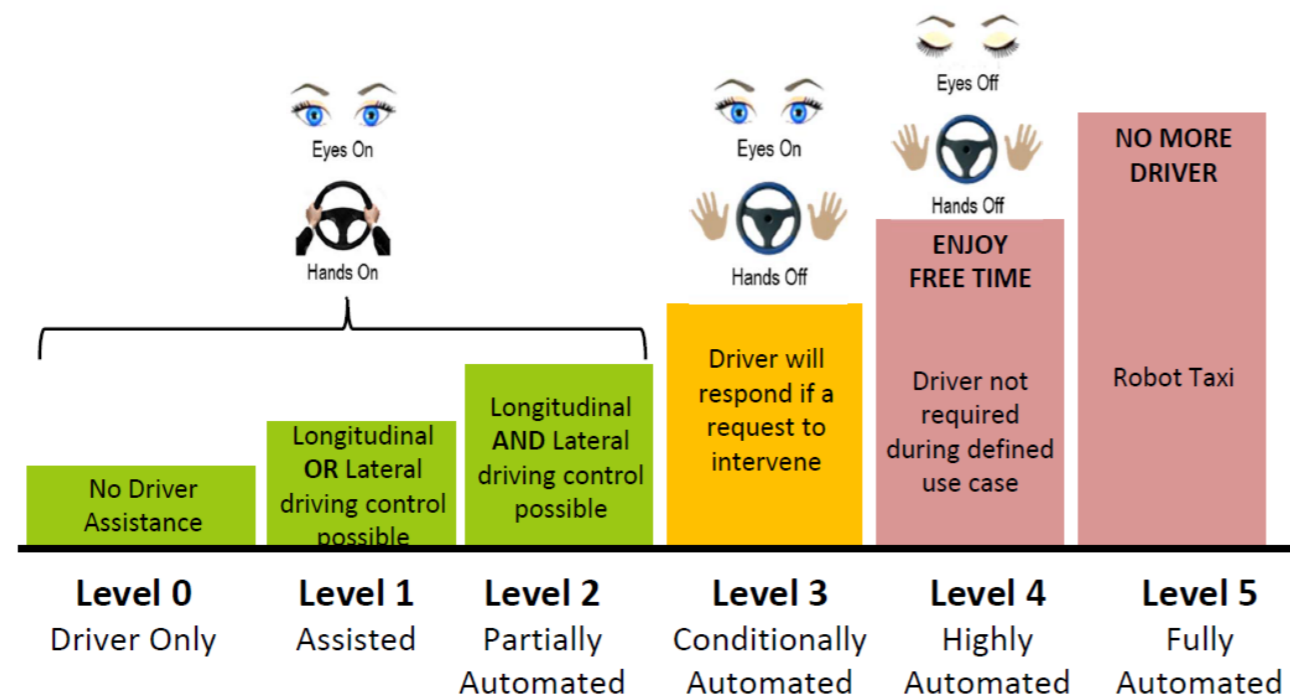 Eyes On
Hands On
Eyes On
Hands Off
Eyes Off
Hands Off
No Driver
Assistance
Longitudinal
OR Lateral
driving control
possible
Longitudinal
AND Lateral
driving control
possible
Driver will
respond if a
request to
intervene
ENJOY
FREE TIME
Driver not
required
during defined
use case
NO MORE
DRIVER
Robot Taxi
Level 0
Driver Only
Level 1
Assisted
Level 2
Partially
Automated
Level 3
Conditionally
Automated
Level 4
Highly
Automated
Level 5
Fully
Automated